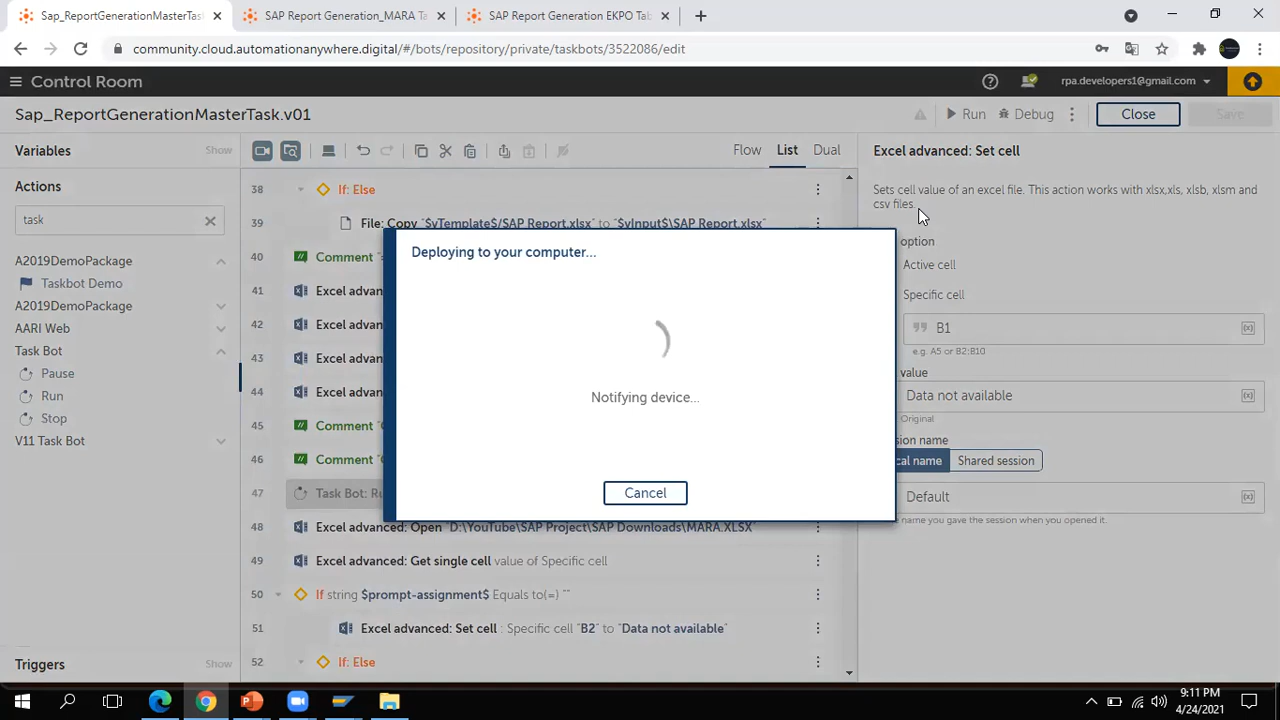 Sap_ReportGenerationMasterTas
SAP Report Generation_MARA Ta
SAP Report Generation EKPO Tab
community.cloud.automationanywhere.digital/#/bots/repository/private/taskbots/3522086/edit
Control Room
rpa.developers1@gmail.com
Sap_ReportGenerationMasterTask.v01
Run
Debug
Close
Save
Variables
Show
Flow
List
Dual
Excel advanced: Set cell
Actions
38
If: Else
Sets cell value of an excel file. This action works with xlsx,xls, xlsb, xlsm and
csv files.
task
39
File: Copy "$vTemplate$/SAP Report.xlsx" to "$vInput$\SAP Report.xlsx"
Deploying to your computer...
option
A2019DemoPackage
40
Comment "
Active cell
Taskbot Demo
41
Excel advan
Specific cell
A2019DemoPackage
42
Excel advan
B1
AARI Web
e.g. A5 or B2:B10
Task Bot
43
Excel advan
value
Pause
44
Excel advan
Notifying device...
Data not available
Run
Original
Stop
45
Comment "
ssion name
V11 Task Bot
46
Comment "
cal name
Shared session
47
Task Bot: Ru
Cancel
Default
name you gave the session when you opened it.
48
Excel advanced: Open "D:\YouTube\SAP Project\SAP Downloads\MARA.XLSX"
49
Excel advanced: Get single cell value of Specific cell
50
If string $prompt-assignment$ Equals to(=) ""
51
Excel advanced: Set cell : Specific cell "B2" to "Data not available"
Triggers
Show
52
If: Else
9:11 PM
4/24/2021